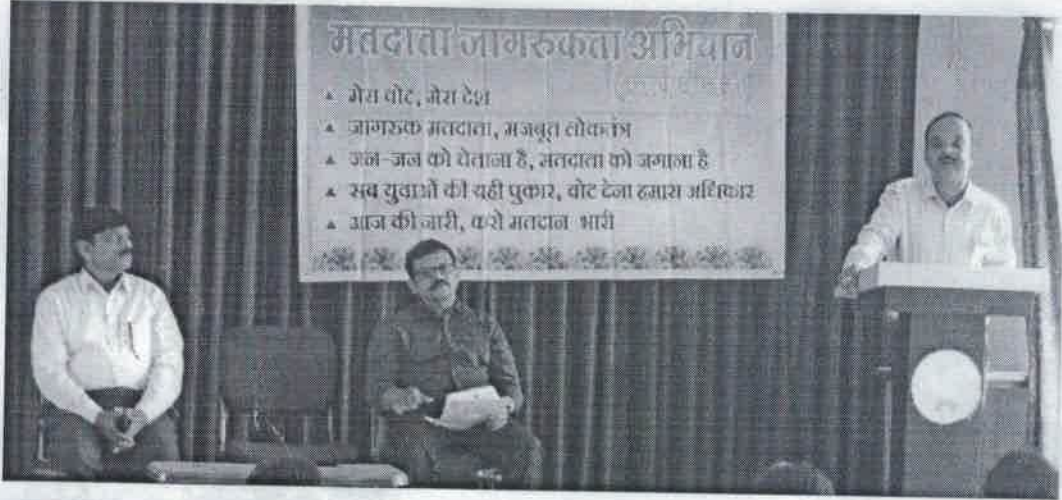 मतदाता जागरुकता अभियान
मेरा वोट, मेरा देश
जागरुक मतदाता, मजबूत लोकतंत्र
जन-जन को चेताना है, मतदाता को जगाना है
सब युवाओं की यही पुकार, वोट देना हमारा अधिकार
आज की नारी, करो मतदान भारी